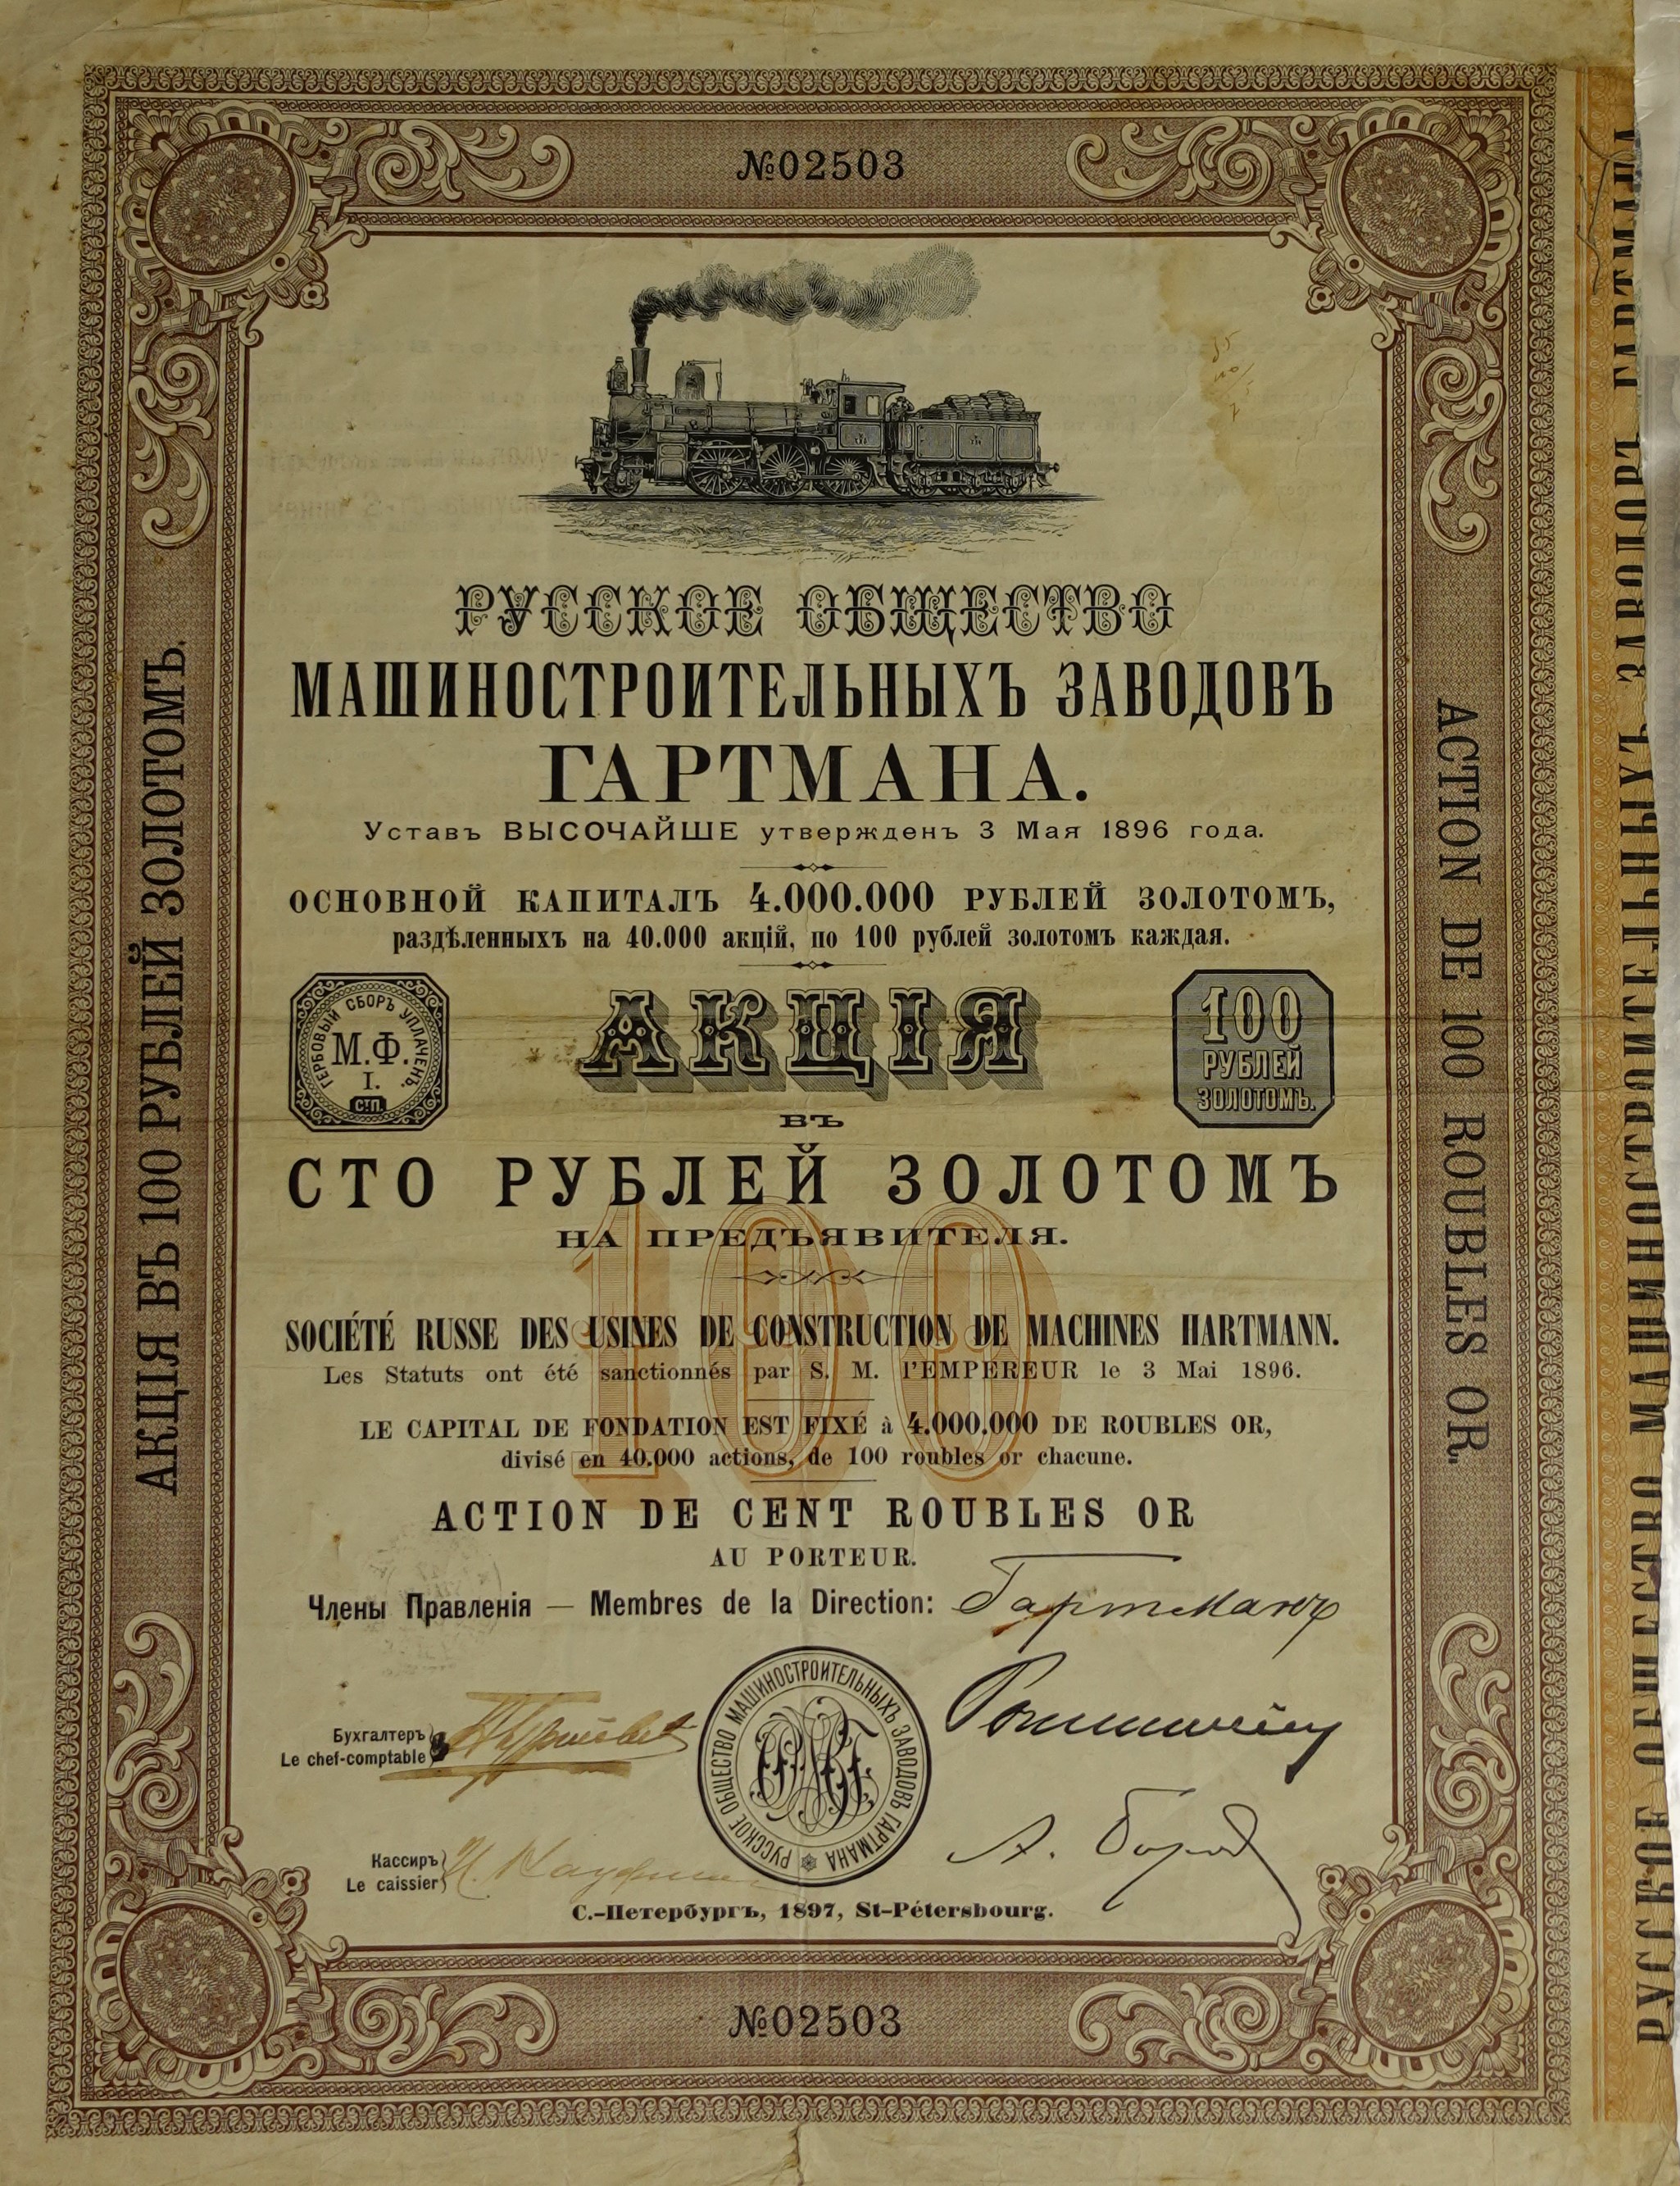 №02503
РУССКОЕ ОБЩЕСТВО
МАШИНОСТРОИТЕЛЬНЫХЪ ЗАВОДОВЪ
ГАРТМАНА.
Уставъ ВЫСОЧАЙШЕ утвержденъ 3 Мая 1896 года.
ОСНОВНОЙ КАПИТАЛЪ 4.000.000 РУБЛЕЙ ЗОЛОТОМЪ,
раздѣленныхъ на 40.000 акцій, по 100 рублей золотомъ каждая.
ГЕРБОВЫЙ СБОРЪ УПЛАЧЕНЪ.
М.Ф.
I.
С.П.
АКЦІЯ
100
РУБЛЕЙ
ЗОЛОТОМЪ.
ВЪ
СТО РУБЛЕЙ ЗОЛОТОМЪ
НА ПРЕДЪЯВИТЕЛЯ.
100
SOCIÉTÉ RUSSE DES USINES DE CONSTRUCTION DE MACHINES HARTMANN.
Les Statuts ont été sanctionnés par S. M. l'EMPEREUR le 3 Mai 1896.
LE CAPITAL DE FONDATION EST FIXÉ à 4.000.000 DE ROUBLES OR,
divisé en 40.000 actions, de 100 roubles or chacune.
ACTION DE CENT ROUBLES OR
AU PORTEUR.
Члены Правленія — Membres de la Direction: Гартманъ
Бухгалтеръ
Le chef-comptable
РУССКОЕ ОБЩЕСТВО МАШИНОСТРОИТЕЛЬНЫХЪ ЗАВОДОВЪ ГАРТМАНА
Кассиръ
Le caissier
С.-Петербургъ, 1897, St-Pétersbourg.
№02503
АКЦІЯ ВЪ 100 РУБЛЕЙ ЗОЛОТОМЪ.
ACTION DE 100 ROUBLES OR.
РУССКОЕ ОБЩЕСТВО МАШИНОСТРОИТЕЛЬНЫХЪ ЗАВОДОВЪ ГАРТМАНА